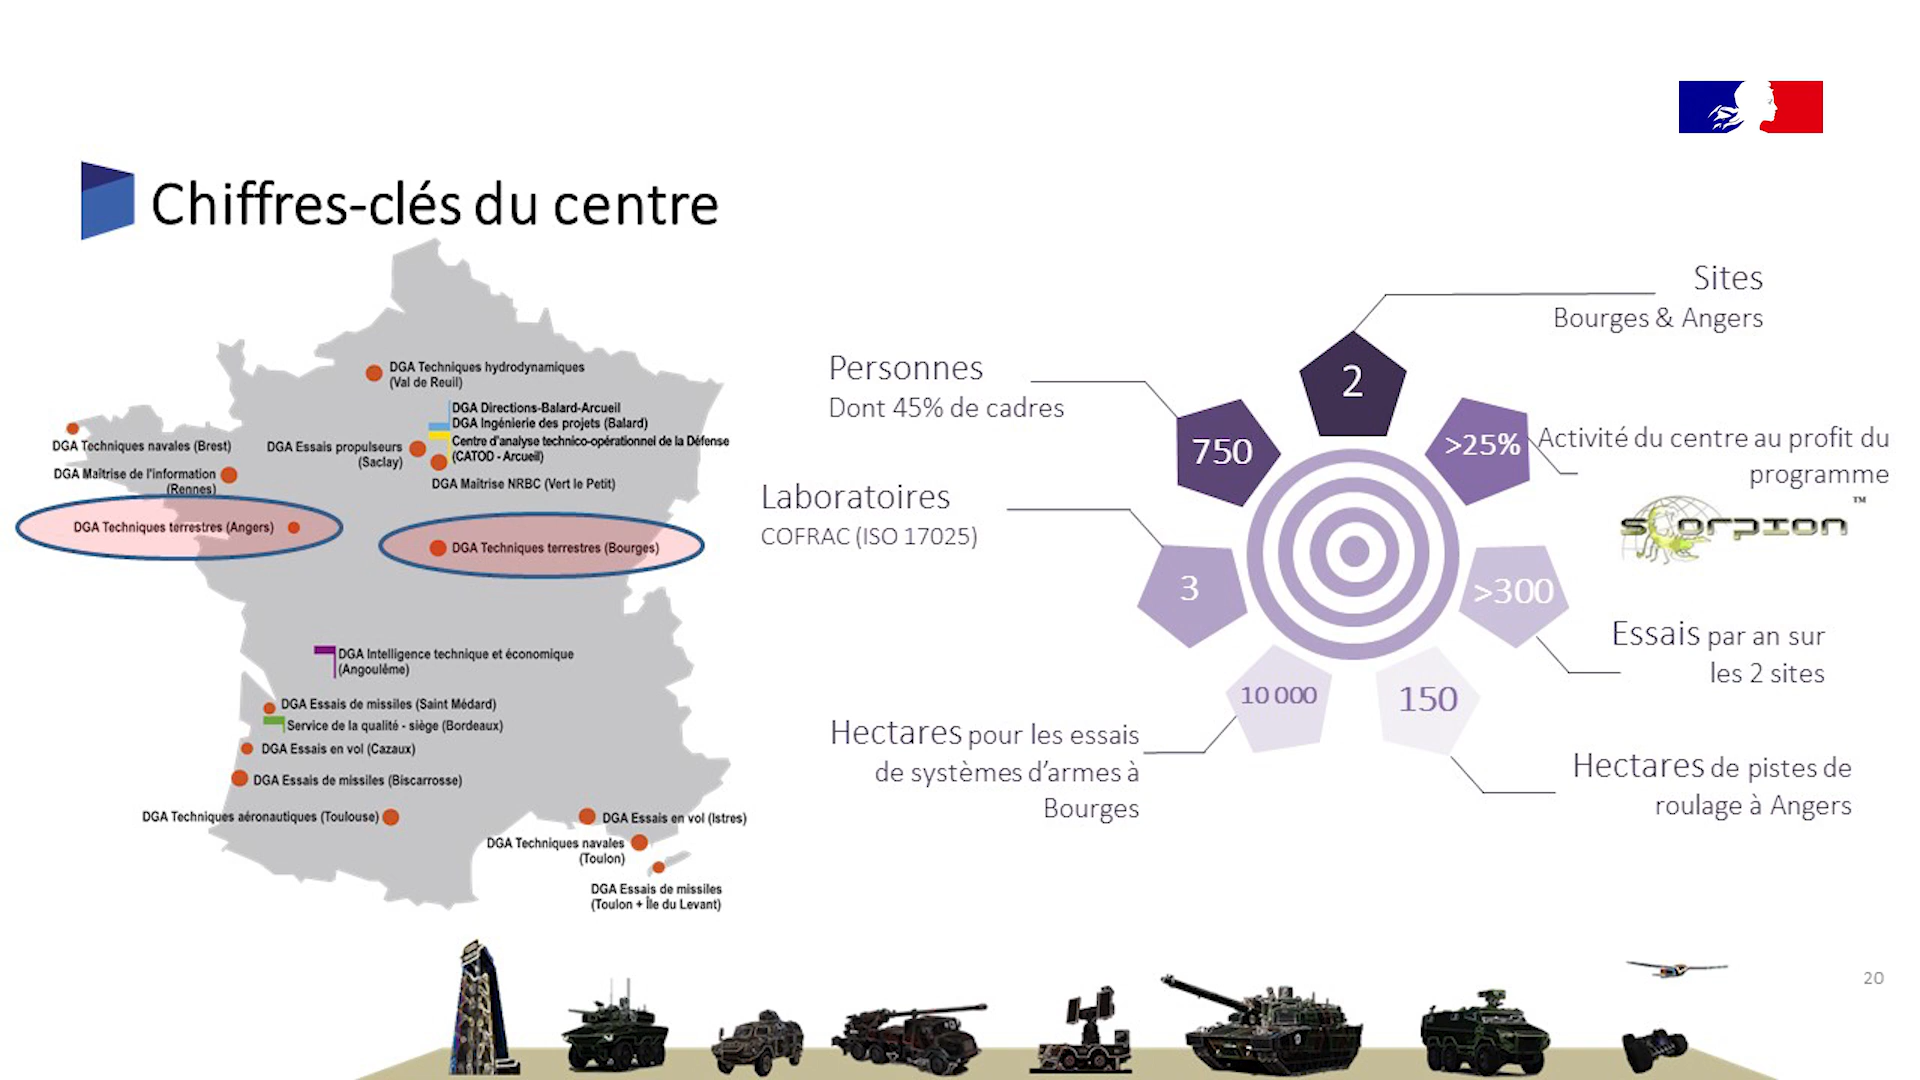 Chiffres-clés du centre
DGA Techniques hydrodynamiques
(Val de Reuil)
DGA Directions-Balard-Arcueil
DGA Ingénierie des projets (Balard)
Centre d'analyse technico-opérationnel de la Défense
(CATOD - Arcueil)
DGA Techniques navales (Brest)
DGA Essais propulseurs
(Saclay)
DGA Maîtrise de l'information
(Rennes)
DGA Maîtrise NRBC (Vert le Petit)
DGA Techniques terrestres (Angers)
DGA Techniques terrestres (Bourges)
DGA Intelligence technique et économique
(Angoulême)
DGA Essais de missiles (Saint Médard)
Service de la qualité - siège (Bordeaux)
DGA Essais en vol (Cazaux)
DGA Essais de missiles (Biscarrosse)
DGA Techniques aéronautiques (Toulouse)
DGA Essais en vol (Istres)
DGA Techniques navales
(Toulon)
DGA Essais de missiles
(Toulon + Île du Levant)
Sites
Bourges & Angers
2
Personnes
Dont 45% de cadres
750
>25%
Activité du centre au profit du
programme
scorpion™
Laboratoires
COFRAC (ISO 17025)
3
>300
Essais par an sur
les 2 sites
10 000
Hectares pour les essais
de systèmes d'armes à
Bourges
150
Hectares de pistes de
roulage à Angers
20